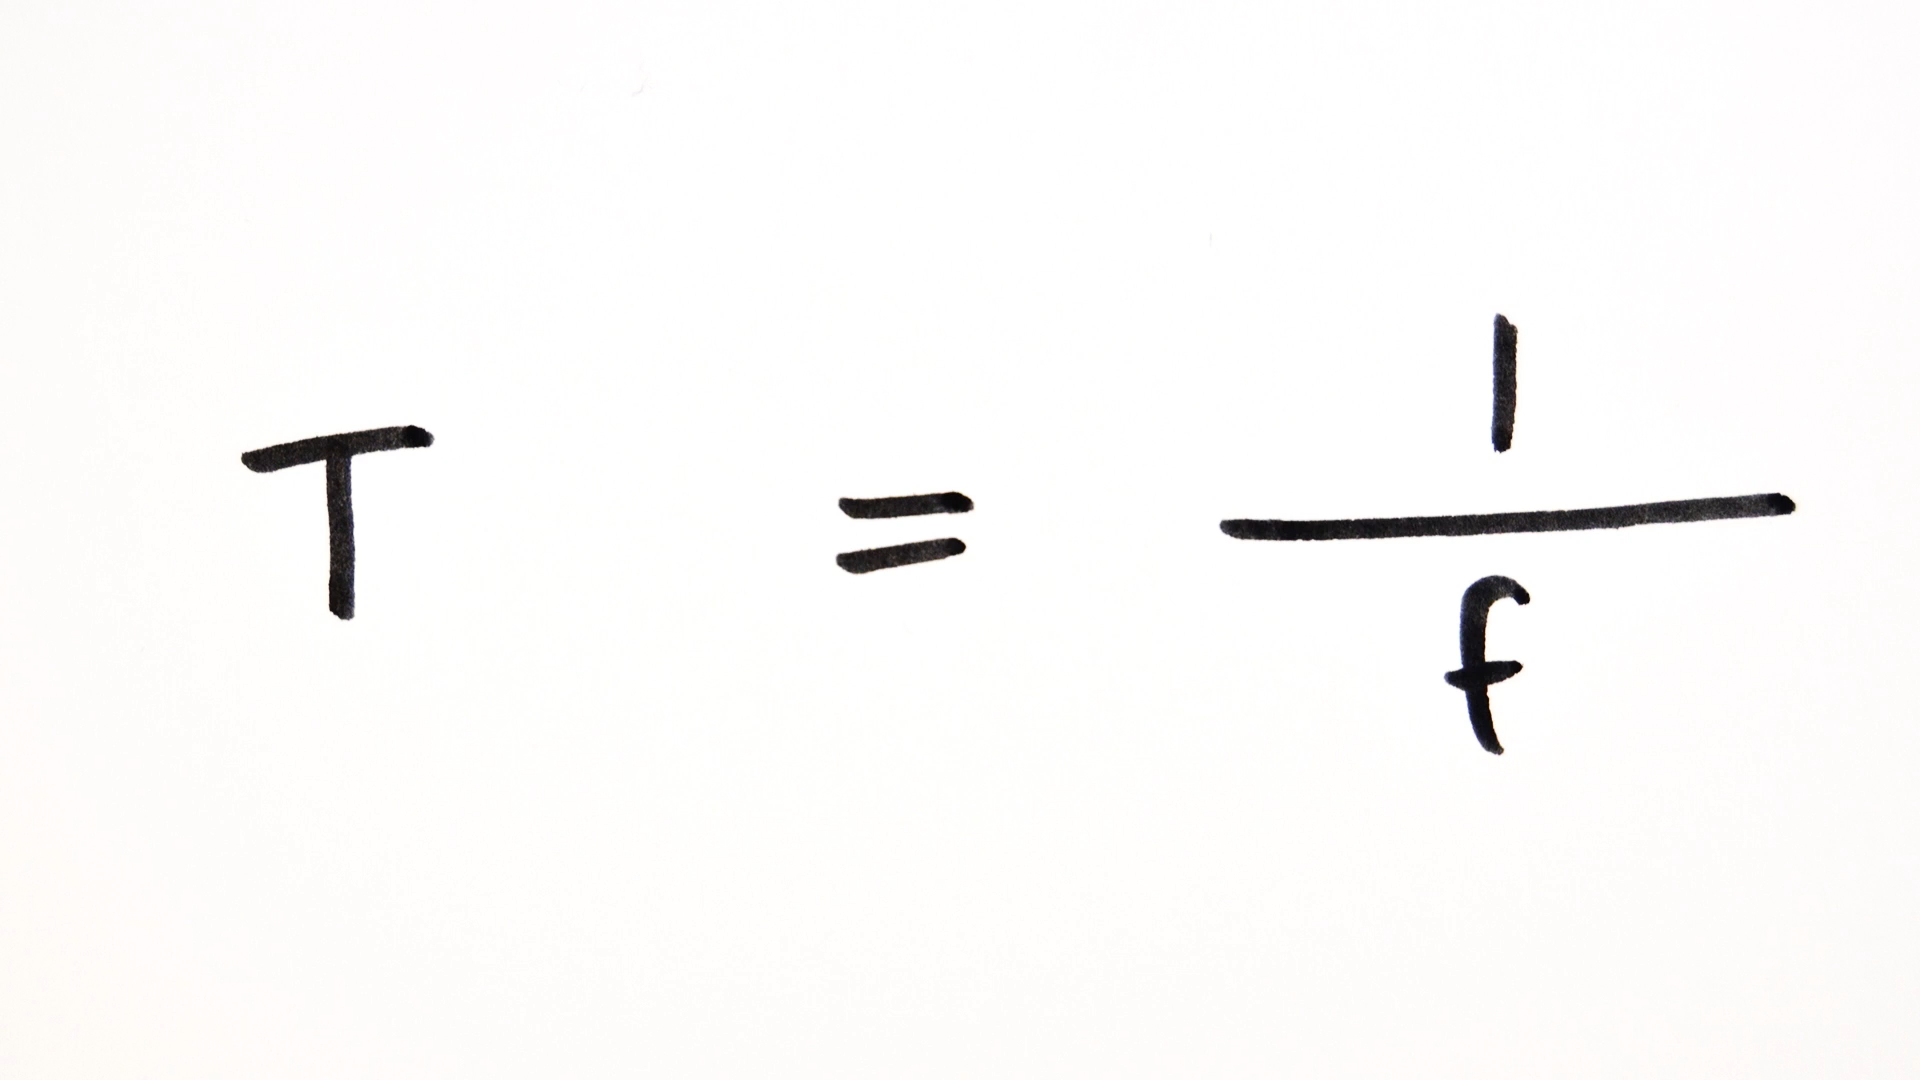 T = 1/f